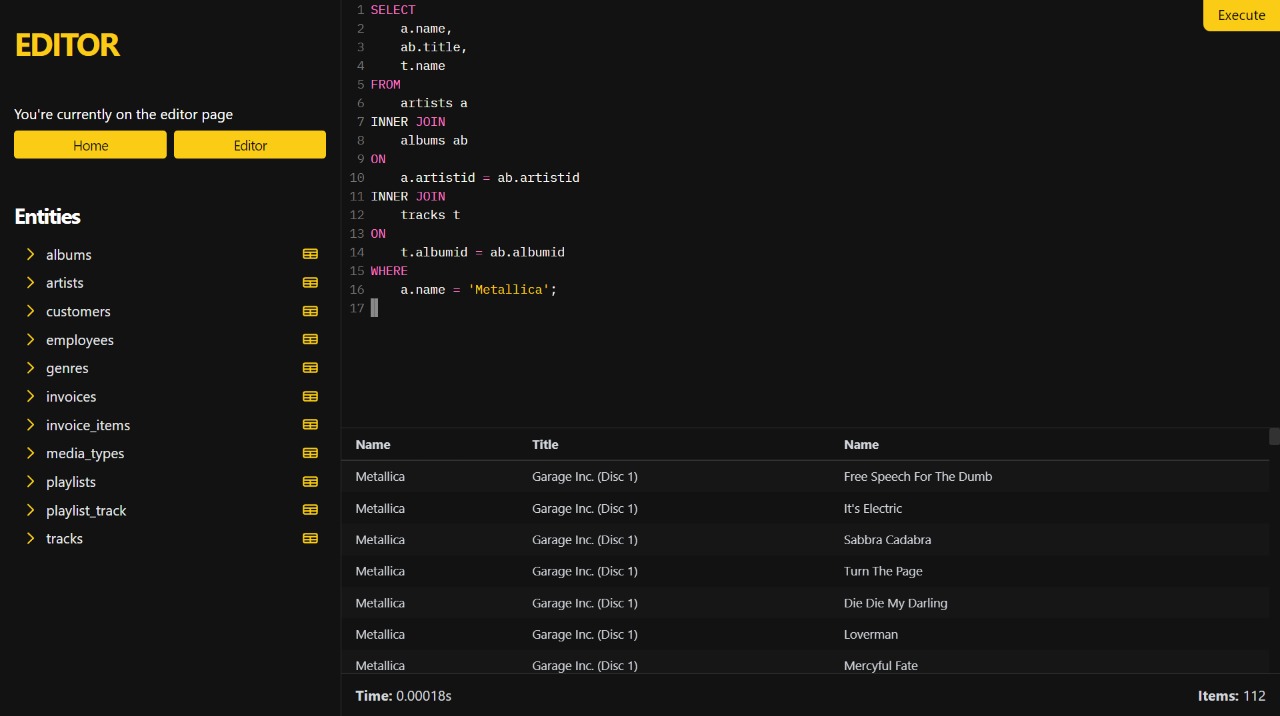 EDITOR
You're currently on the editor page
Home Editor
Entities
albums
artists
customers
employees
genres
invoices
invoice_items
media_types
playlists
playlist_track
tracks
Execute
1 SELECT
2 a.name,
3 ab.title,
4 t.name
5 FROM
6 artists a
7 INNER JOIN
8 albums ab
9 ON
10 a.artistid = ab.artistid
11 INNER JOIN
12 tracks t
13 ON
14 t.albumid = ab.albumid
15 WHERE
16 a.name = 'Metallica';
17
Name Title Name
Metallica Garage Inc. (Disc 1) Free Speech For The Dumb
Metallica Garage Inc. (Disc 1) It's Electric
Metallica Garage Inc. (Disc 1) Sabbra Cadabra
Metallica Garage Inc. (Disc 1) Turn The Page
Metallica Garage Inc. (Disc 1) Die Die My Darling
Metallica Garage Inc. (Disc 1) Loverman
Metallica Garage Inc. (Disc 1) Mercyful Fate
Time: 0.00018s Items: 112